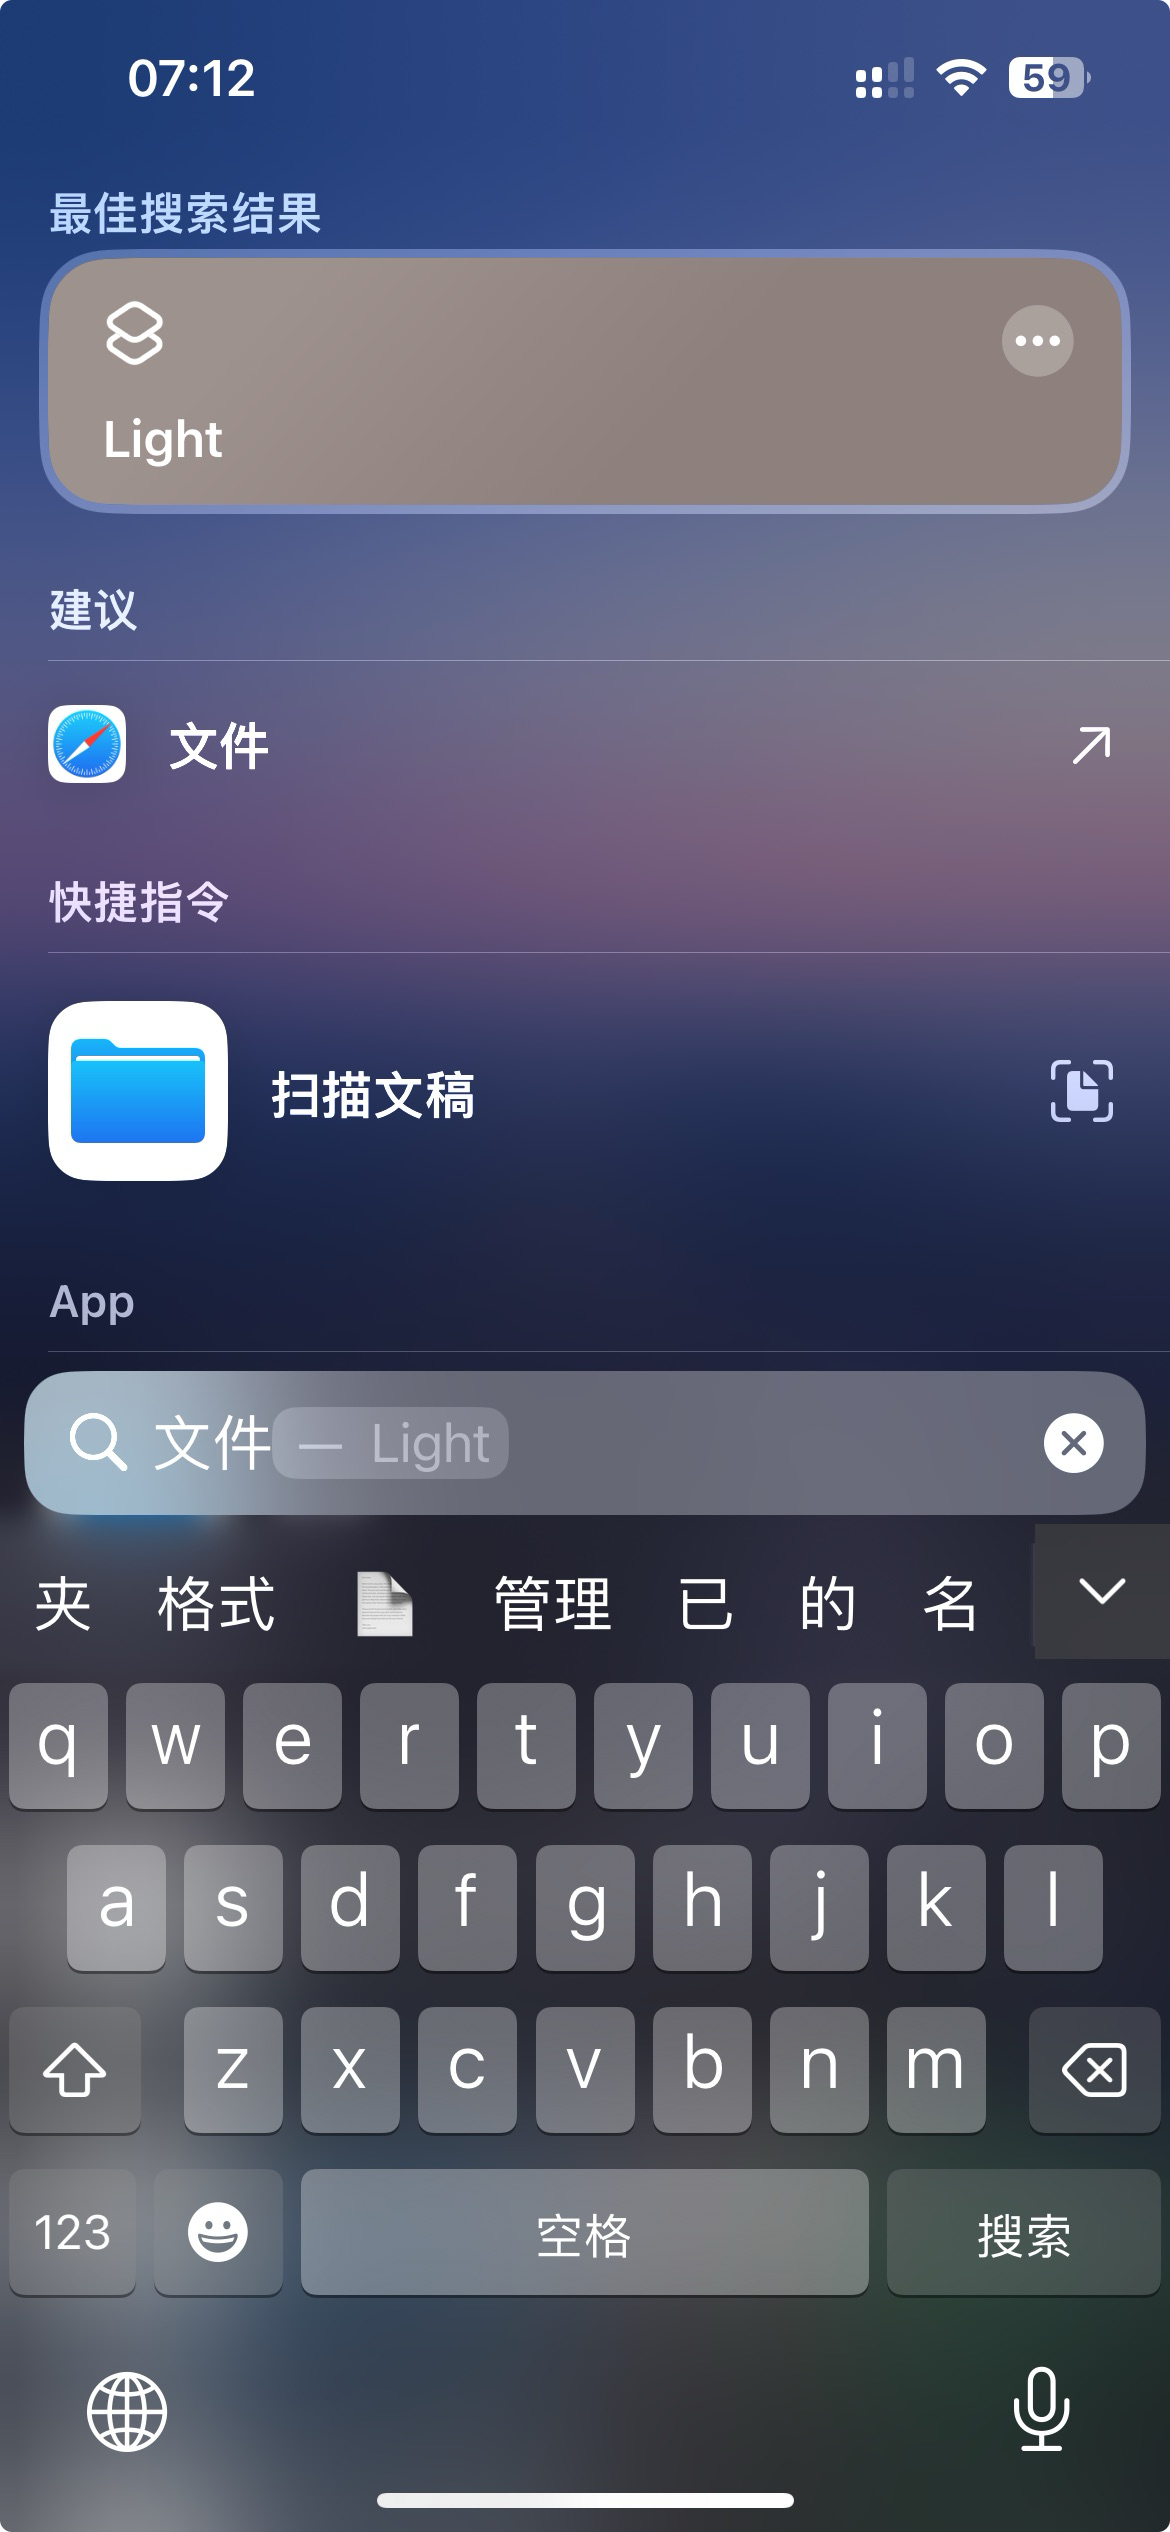 07:12
59
最佳搜索结果
Light
建议
文件
快捷指令
扫描文稿
App
文件 — Light
夹 格式 管理 已 的 名
q w e r t y u i o p
a s d f g h j k l
z x c v b n m
123 空格 搜索